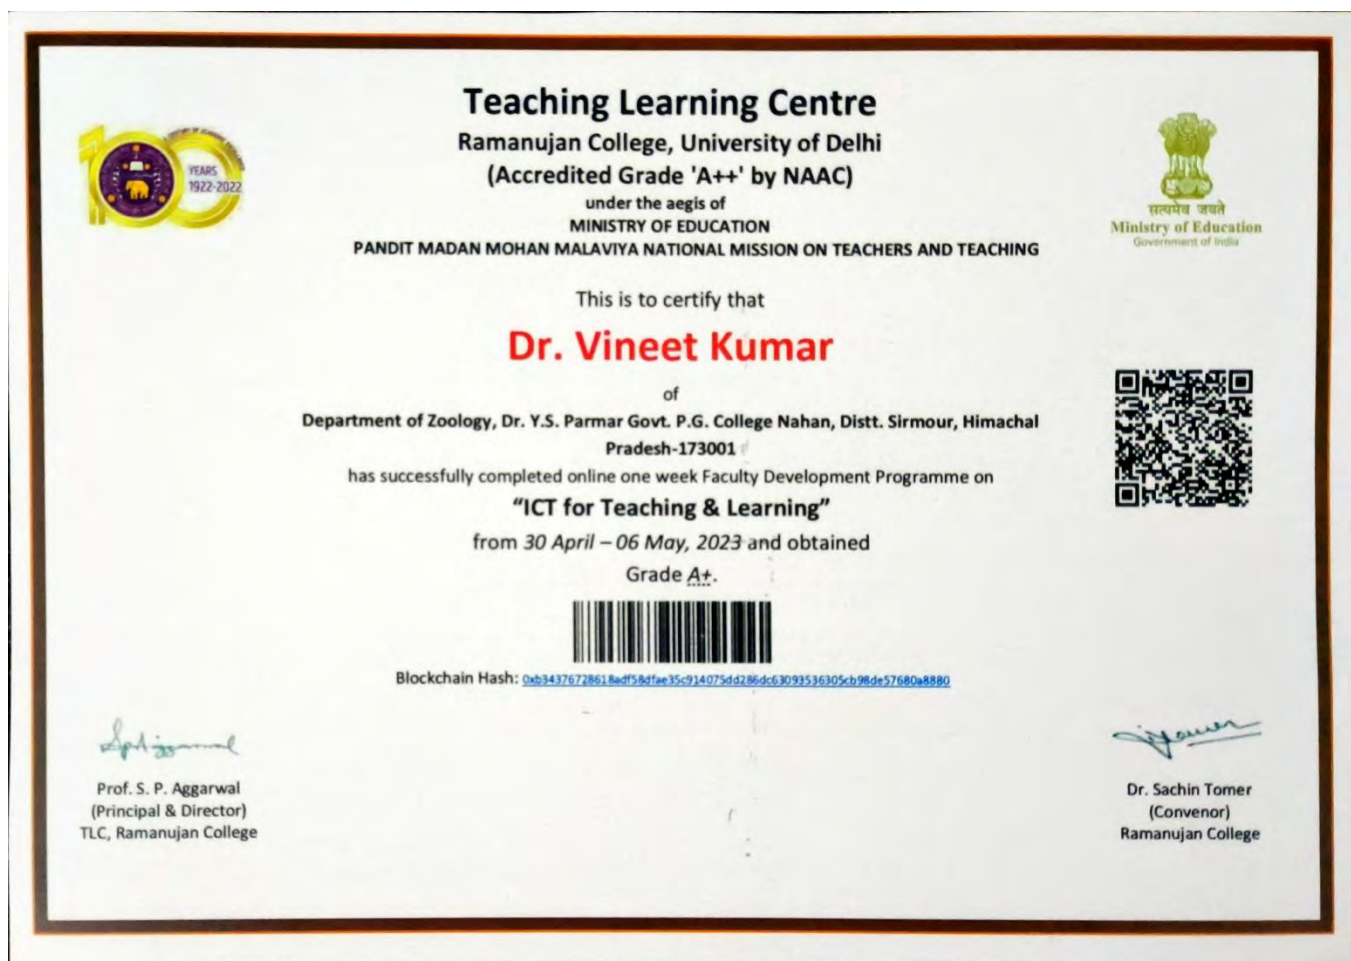 Teaching Learning Centre
Ramanujan College, University of Delhi
(Accredited Grade 'A++' by NAAC)
under the aegis of
MINISTRY OF EDUCATION
PANDIT MADAN MOHAN MALAVIYA NATIONAL MISSION ON TEACHERS AND TEACHING
YEARS
1922-2022
सत्यमेव जयते
Ministry of Education
Government of India
This is to certify that
Dr. Vineet Kumar
of
Department of Zoology, Dr. Y.S. Parmar Govt. P.G. College Nahan, Distt. Sirmour, Himachal
Pradesh-173001
has successfully completed online one week Faculty Development Programme on
“ICT for Teaching & Learning”
from 30 April – 06 May, 2023 and obtained
Grade A+.
Blockchain Hash: 0xb34376728618adf58dfae35c914075dd286dc63093536305cb98de57680a8880
Prof. S. P. Aggarwal
(Principal & Director)
TLC, Ramanujan College
Dr. Sachin Tomer
(Convenor)
Ramanujan College